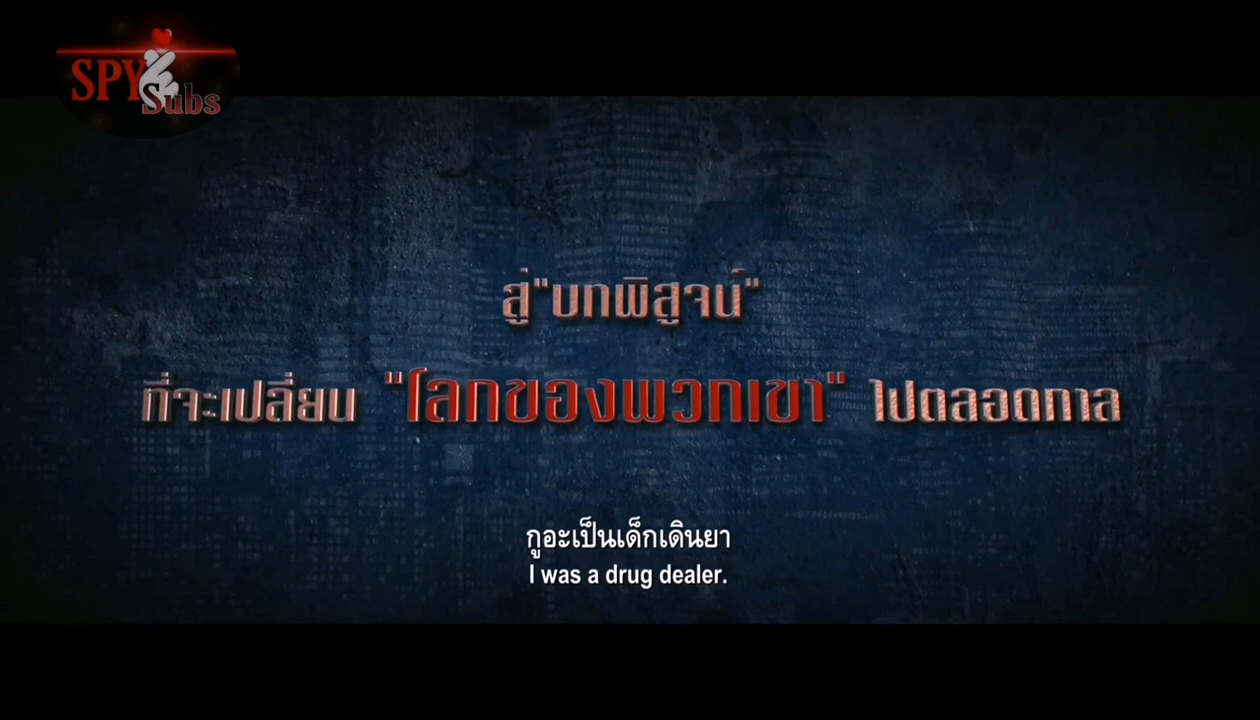 SPY
Subs
สู่"บทพิสูจน์"
ที่จะเปลี่ยน "โลกของพวกเขา" ไปตลอดกาล
กูอะเป็นเด็กเดินยา
I was a drug dealer.